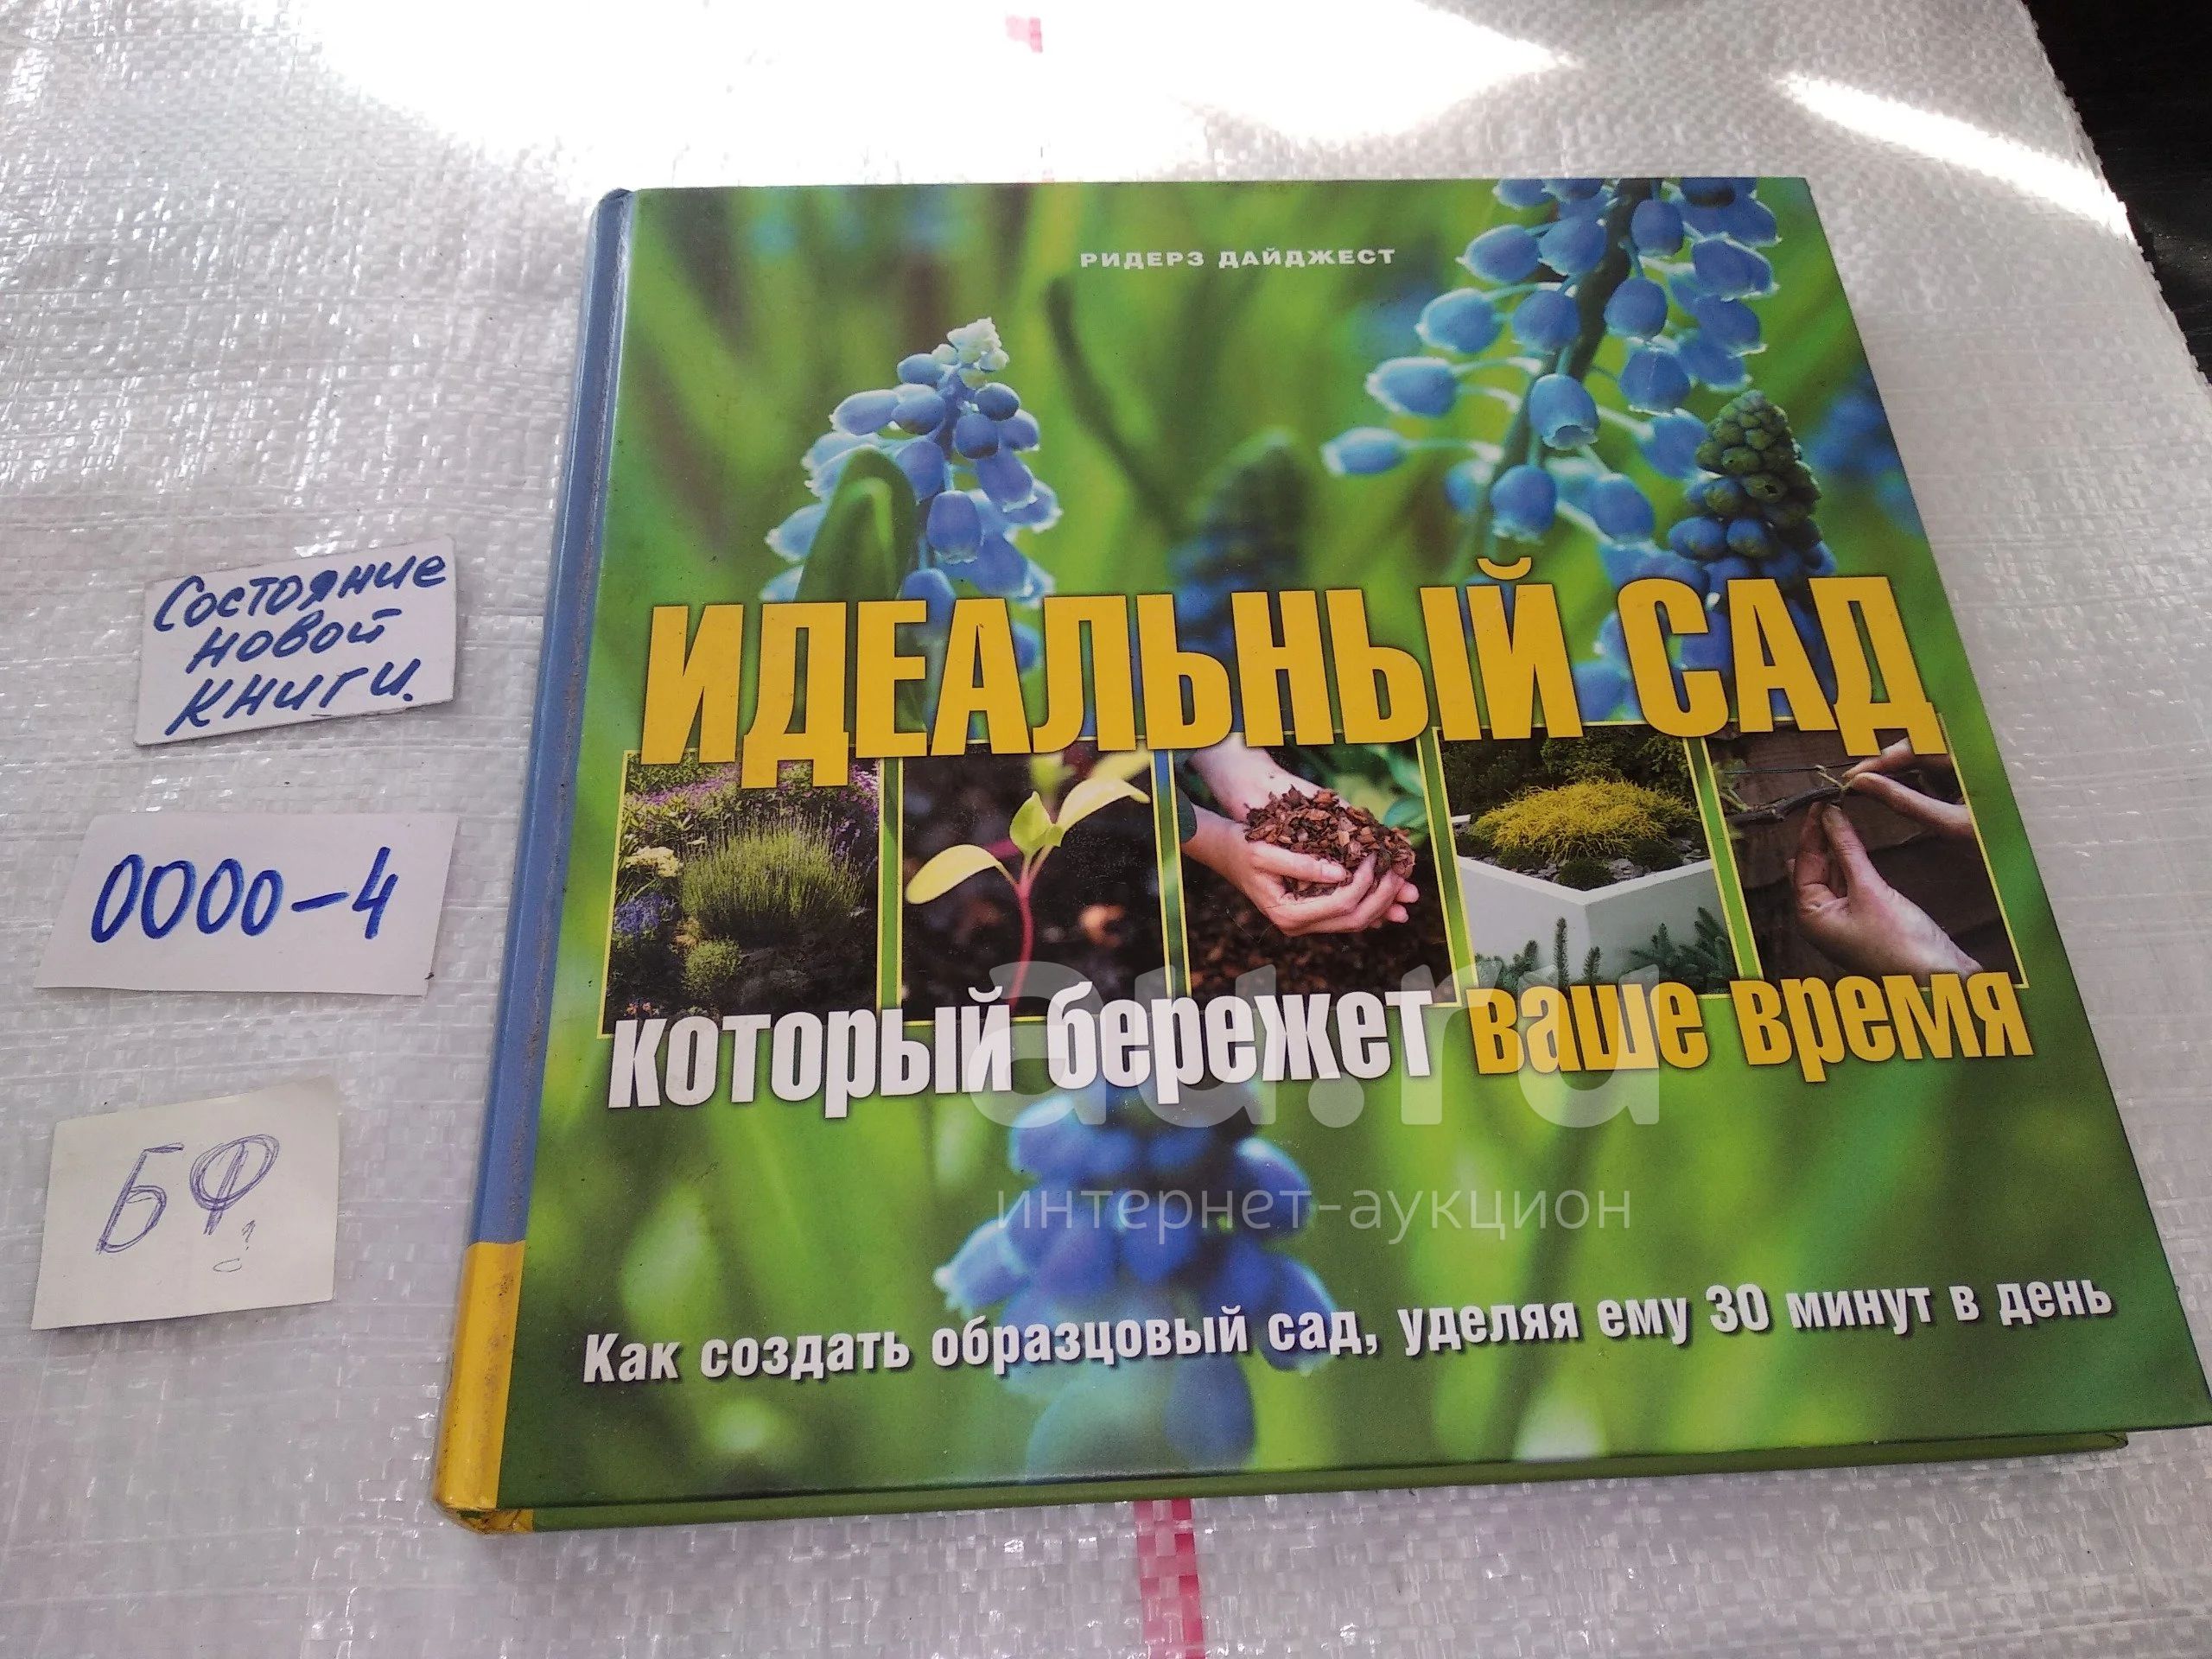 РИДЕРЗ ДАЙДЖЕСТ
ИДЕАЛЬНЫЙ САД
который бережет ваше время
Как создать образцовый сад, уделяя ему 30 минут в день
Состояние
новой
книги.
0000-4
БФ
au.ru
интернет-аукцион